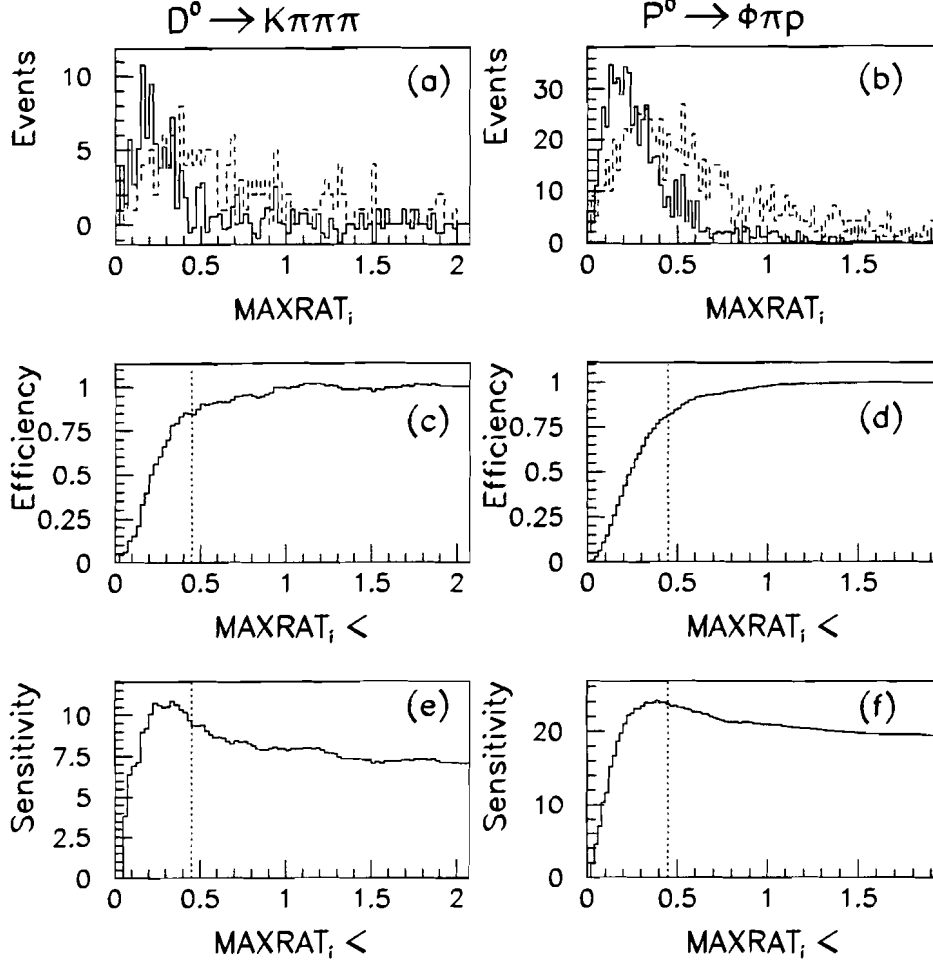 D⁰ → Kπππ
P⁰ → ϕπp
Events
10
5
0
(a)
0 0.5 1 1.5 2
MAXRATᵢ
Events
30
20
10
0
(b)
0 0.5 1 1.5
MAXRATᵢ
Efficiency
1
0.75
0.5
0.25
0
(c)
0 0.5 1 1.5 2
MAXRATᵢ <
Efficiency
1
0.75
0.5
0.25
0
(d)
0 0.5 1 1.5
MAXRATᵢ <
Sensitivity
10
7.5
5
2.5
0
(e)
0 0.5 1 1.5 2
MAXRATᵢ <
Sensitivity
20
10
0
(f)
0 0.5 1 1.5
MAXRATᵢ <